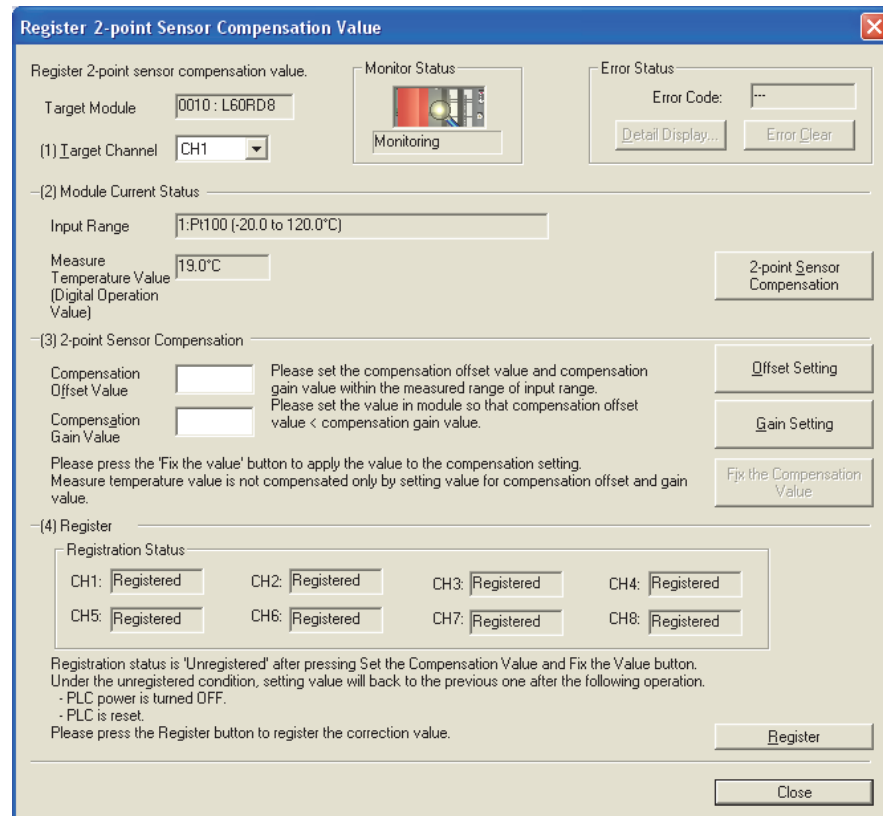 Register 2-point Sensor Compensation Value
Register 2-point sensor compensation value.
Target Module 0010 : L60RD8
(1) Target Channel CH1
Monitor Status
Monitoring
Error Status
Error Code: ---
Detail Display... Error Clear
(2) Module Current Status
Input Range 1:Pt100 (-20.0 to 120.0°C)
Measure
Temperature Value
(Digital Operation
Value)
19.0°C
2-point Sensor
Compensation
(3) 2-point Sensor Compensation
Compensation
Offset Value
Compensation
Gain Value
Please set the compensation offset value and compensation
gain value within the measured range of input range.
Please set the value in module so that compensation offset
value < compensation gain value.
Offset Setting
Gain Setting
Please press the 'Fix the value' button to apply the value to the compensation setting.
Measure temperature value is not compensated only by setting value for compensation offset and gain
value.
Fix the Compensation
Value
(4) Register
Registration Status
CH1: Registered CH2: Registered CH3: Registered CH4: Registered
CH5: Registered CH6: Registered CH7: Registered CH8: Registered
Registration status is 'Unregistered' after pressing Set the Compensation Value and Fix the Value button.
Under the unregistered condition, setting value will back to the previous one after the following operation.
- PLC power is turned OFF.
- PLC is reset.
Please press the Register button to register the correction value.
Register
Close